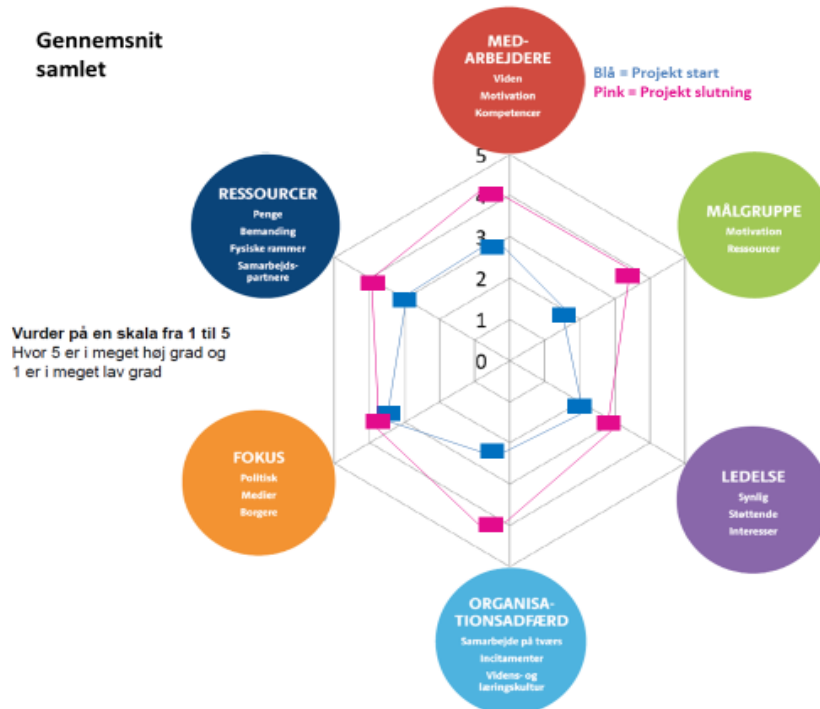 Gennemsnit
samlet
MED-
ARBEJDERE
Viden
Motivation
Kompetencer
Blå = Projekt start
Pink = Projekt slutning
RESSOURCER
Penge
Bemanding
Fysiske rammer
Samarbejds-
partnere
MÅLGRUPPE
Motivation
Ressourcer
5
4
3
2
1
0
Vurder på en skala fra 1 til 5
Hvor 5 er i meget høj grad og
1 er i meget lav grad
FOKUS
Politisk
Medier
Borgere
LEDELSE
Synlig
Støttende
Interesser
ORGANISA-
TIONSADFÆRD
Samarbejde på tværs
Incitamenter
Videns- og
læringskultur